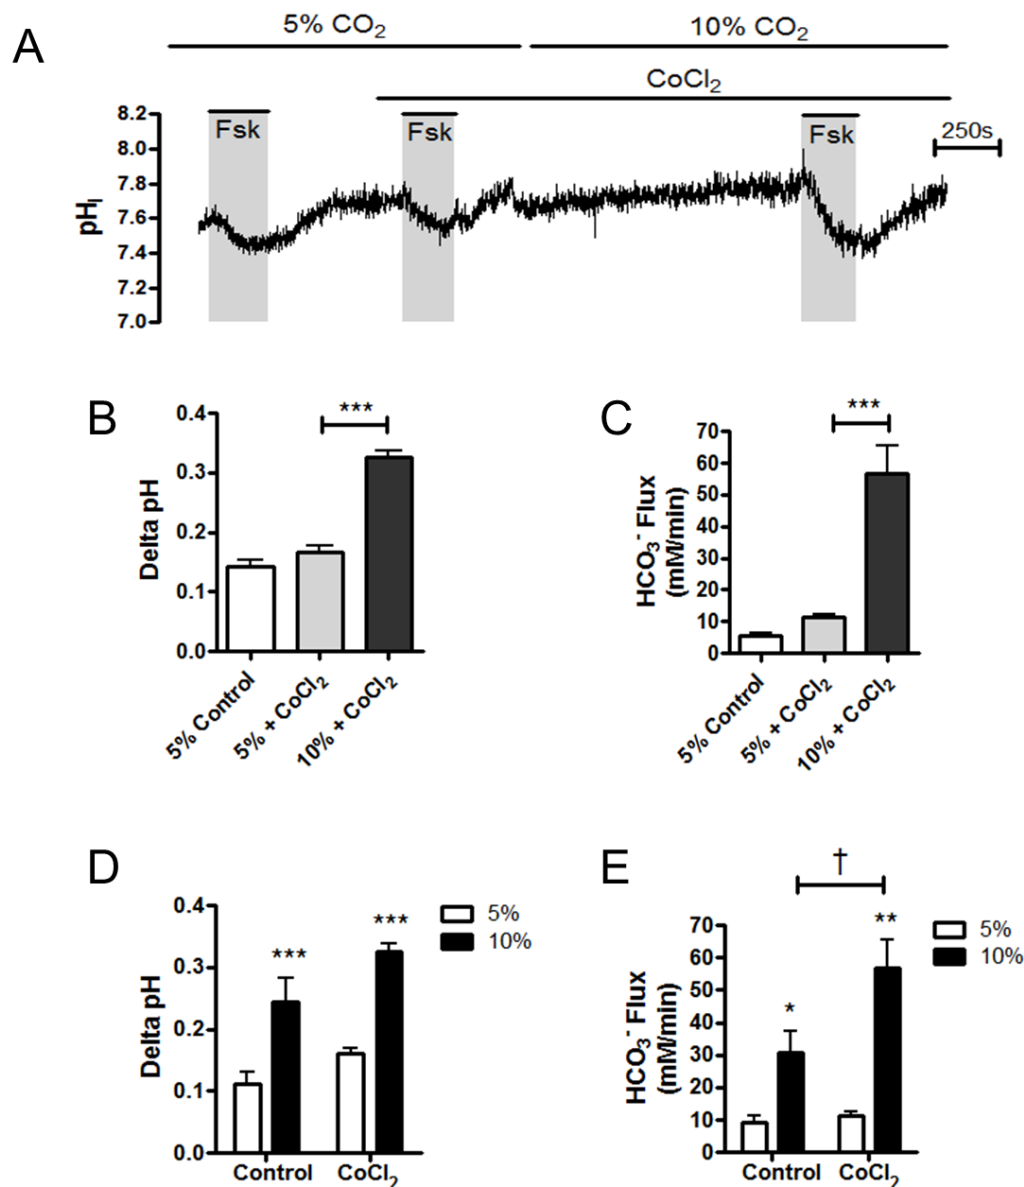 A
5% CO₂ 10% CO₂
CoCl₂
8.2
8.0
7.8
7.6
7.4
7.2
7.0
pHᵢ
Fsk Fsk Fsk
250s
B
***
0.4
0.3
0.2
0.1
0.0
Delta pH
5% Control
5% + CoCl₂
10% + CoCl₂
C
***
70
60
50
40
30
20
10
0
HCO₃⁻ Flux
(mM/min)
5% Control
5% + CoCl₂
10% + CoCl₂
D
0.4
0.3
0.2
0.1
0.0
Delta pH
***
***
5%
10%
Control CoCl₂
E
†
70
60
50
40
30
20
10
0
HCO₃⁻ Flux
(mM/min)
*
**
5%
10%
Control CoCl₂